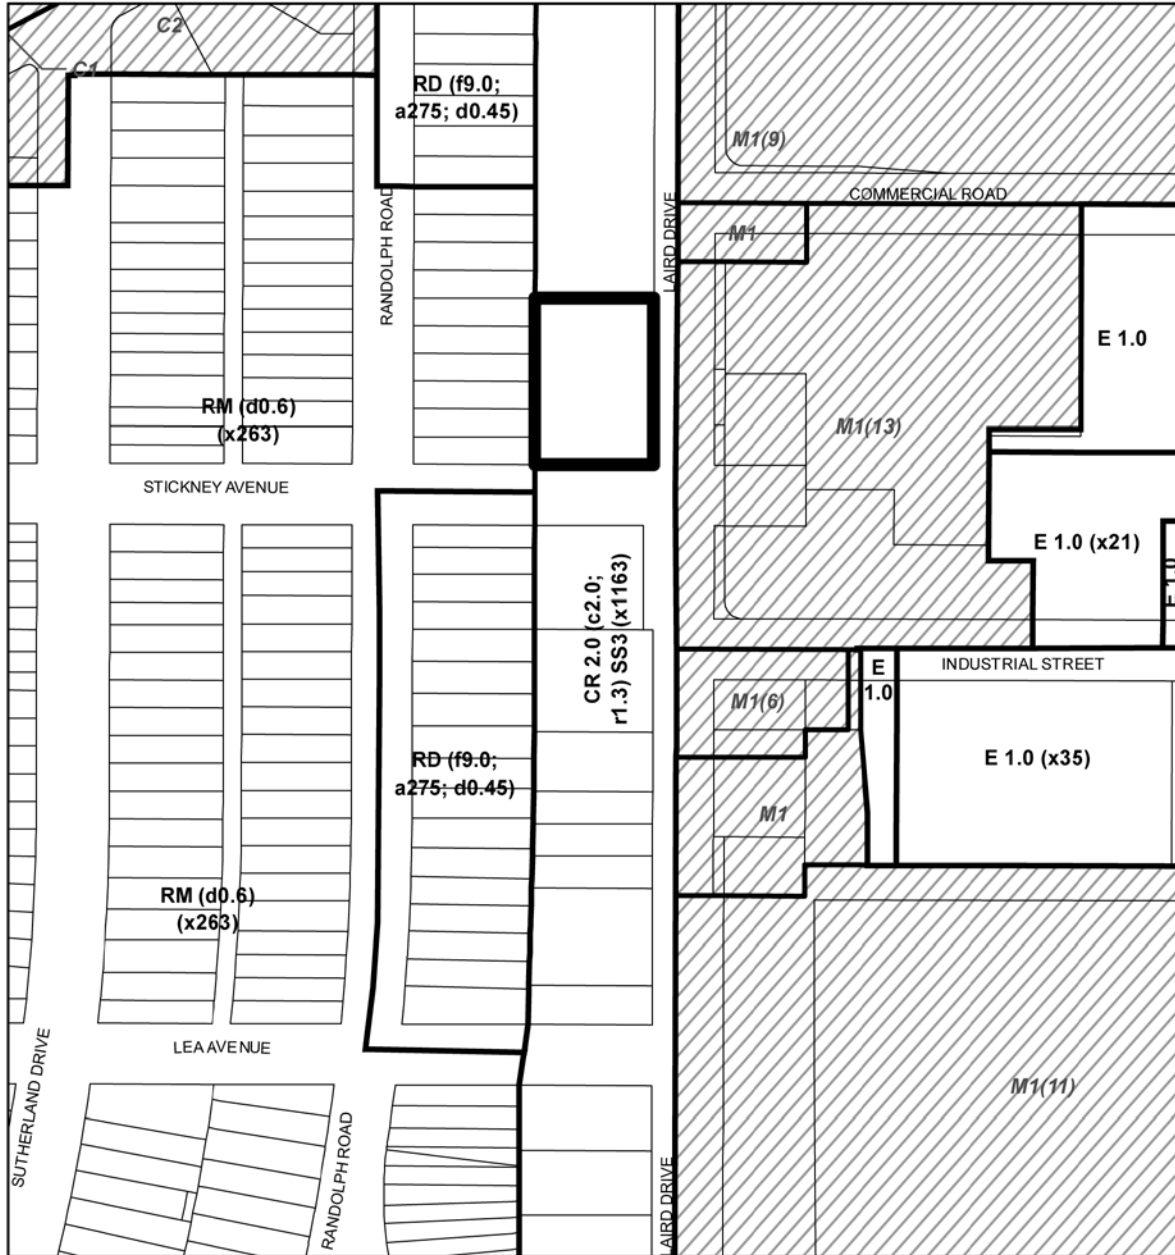 C2
C1
RD (f9.0;
a275; d0.45)
M1(9)
COMMERCIAL ROAD
RANDOLPH ROAD
LAIRD DRIVE
M1
E 1.0
RM (d0.6)
(x263)
M1(13)
STICKNEY AVENUE
E 1.0 (x21)
E 1.0
CR 2.0 (c2.0;
r1.3) SS3 (x1163)
INDUSTRIAL STREET
E
1.0
M1(6)
RD (f9.0;
a275; d0.45)
E 1.0 (x35)
M1
RM (d0.6)
(x263)
LEA AVENUE
SUTHERLAND DRIVE
M1(11)
RANDOLPH ROAD
LAIRD DRIVE